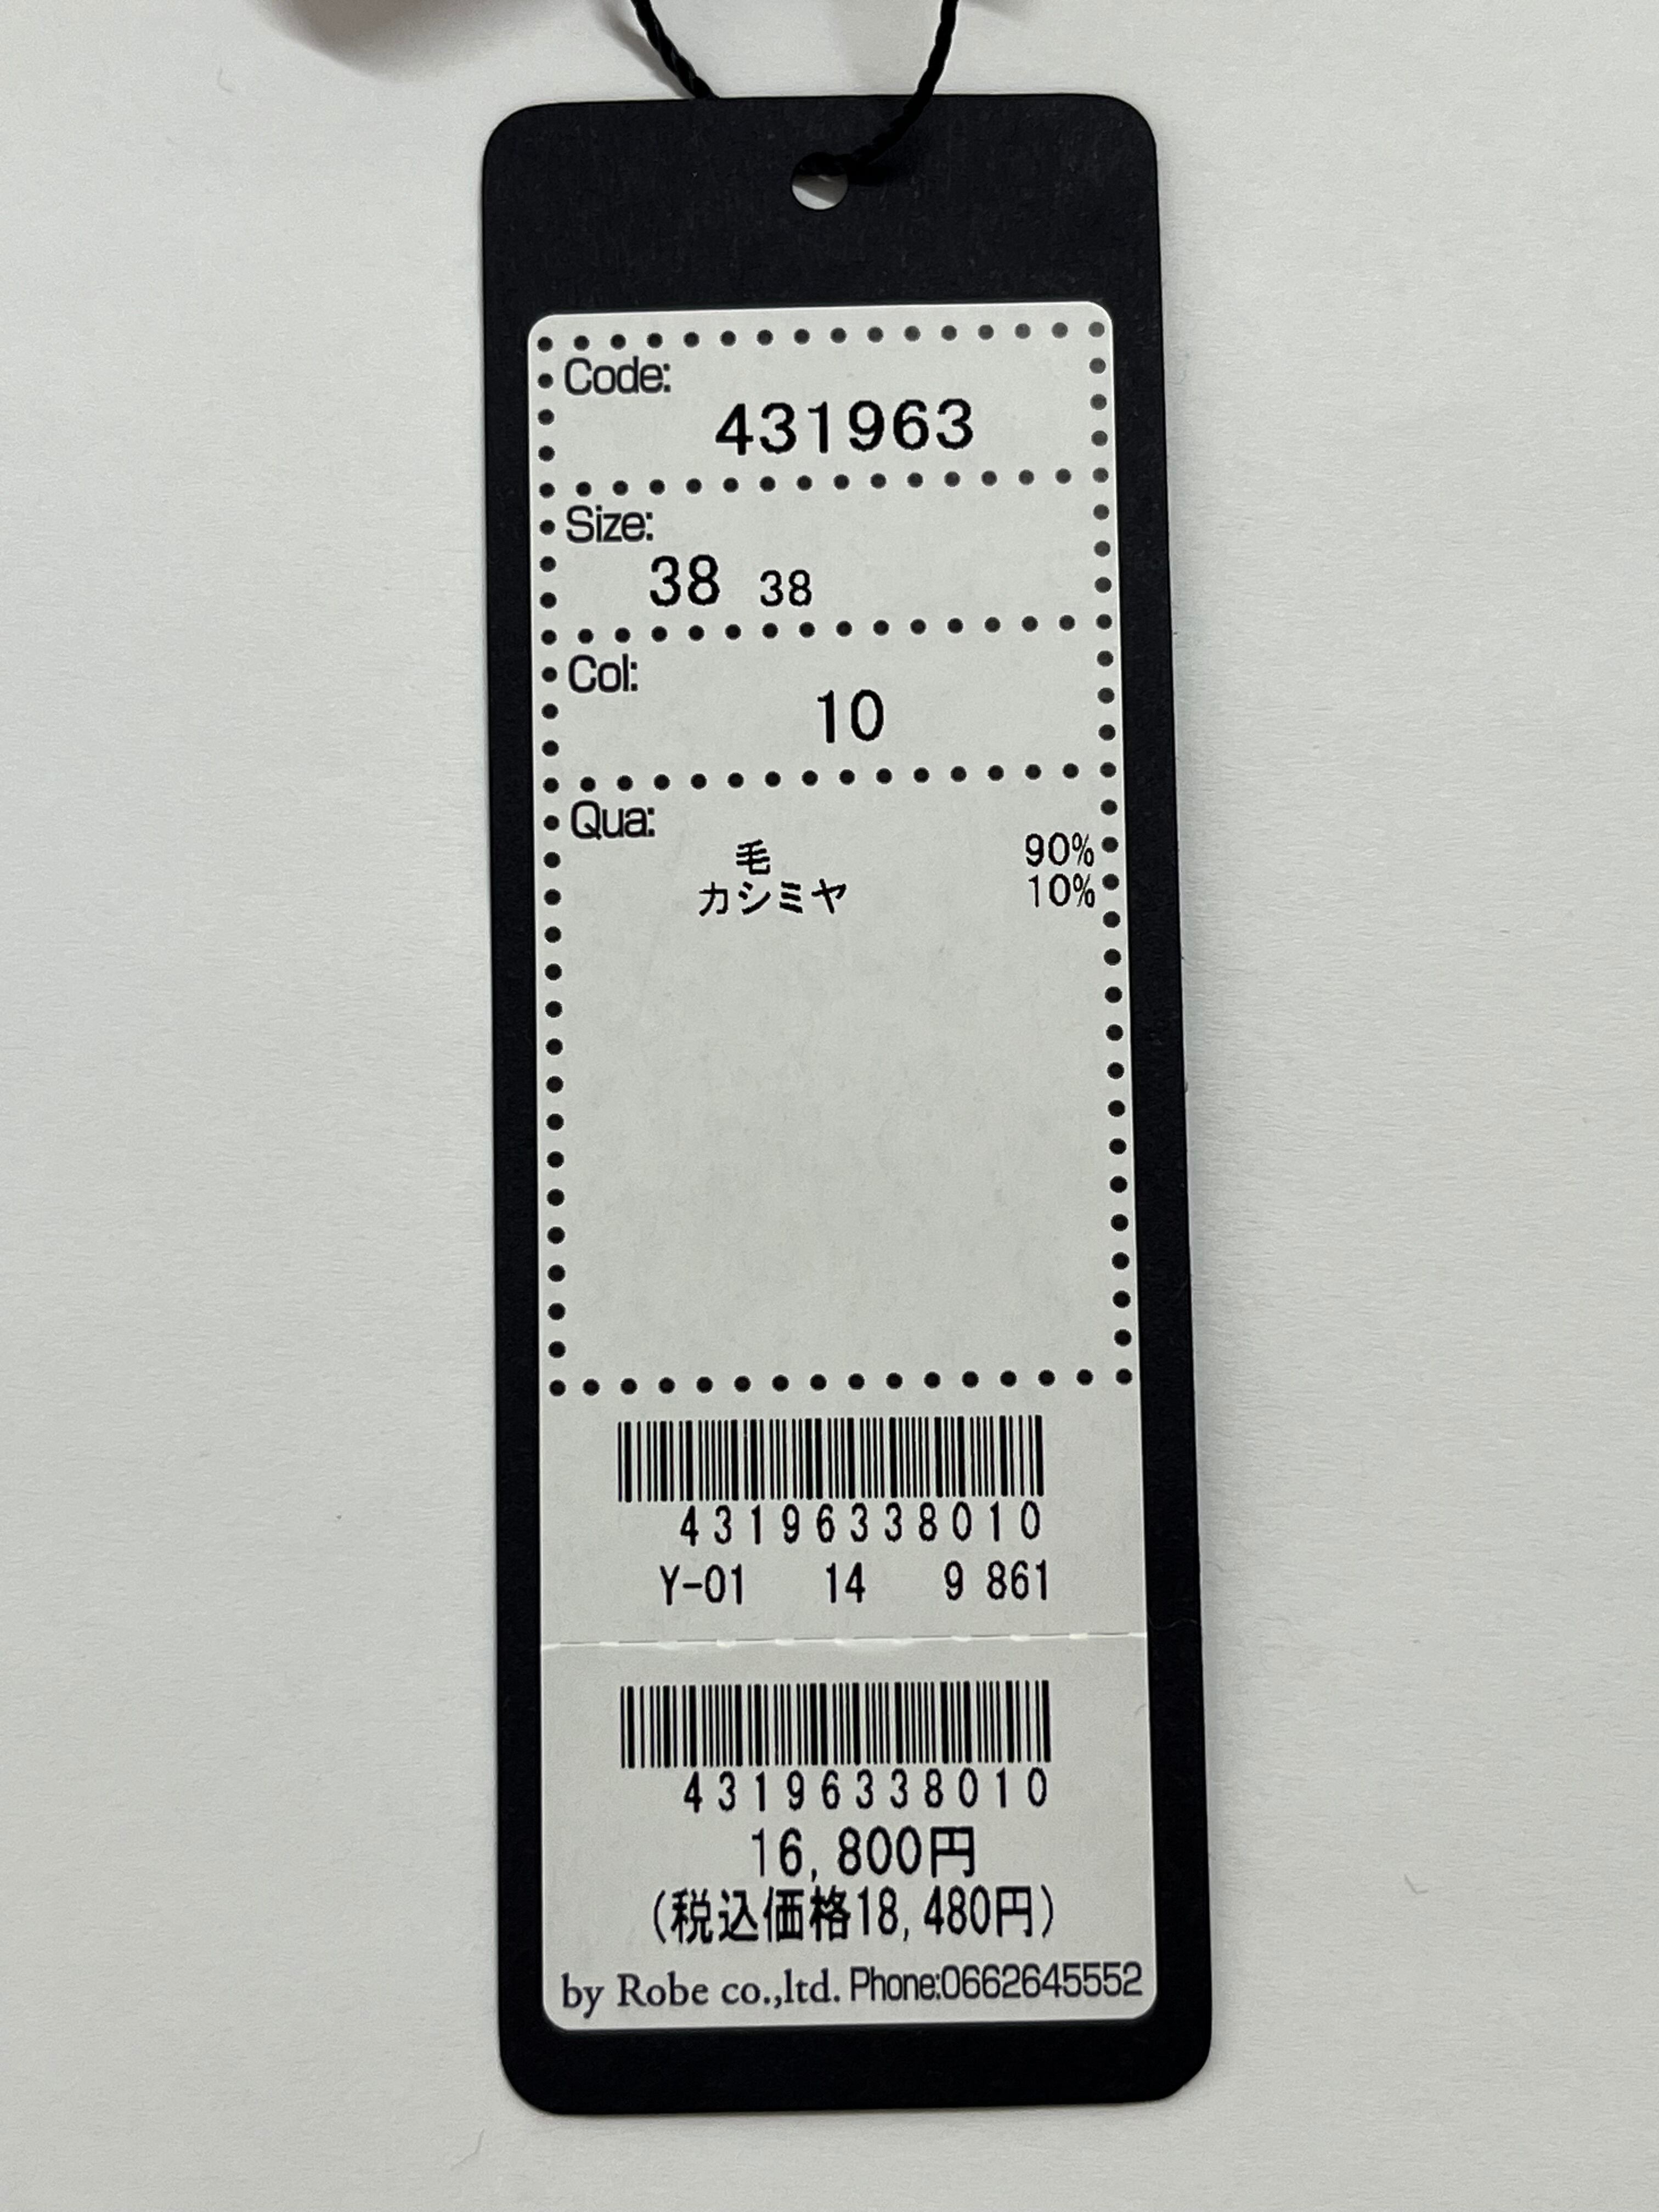 Code:
431963
Size:
38 38
Col:
10
Qua:
毛 90%
カシミヤ 10%
43196338010
Y-01 14 9 861
43196338010
16,800円
(税込価格18,480円)
by Robe co.,ltd. Phone:0662645552